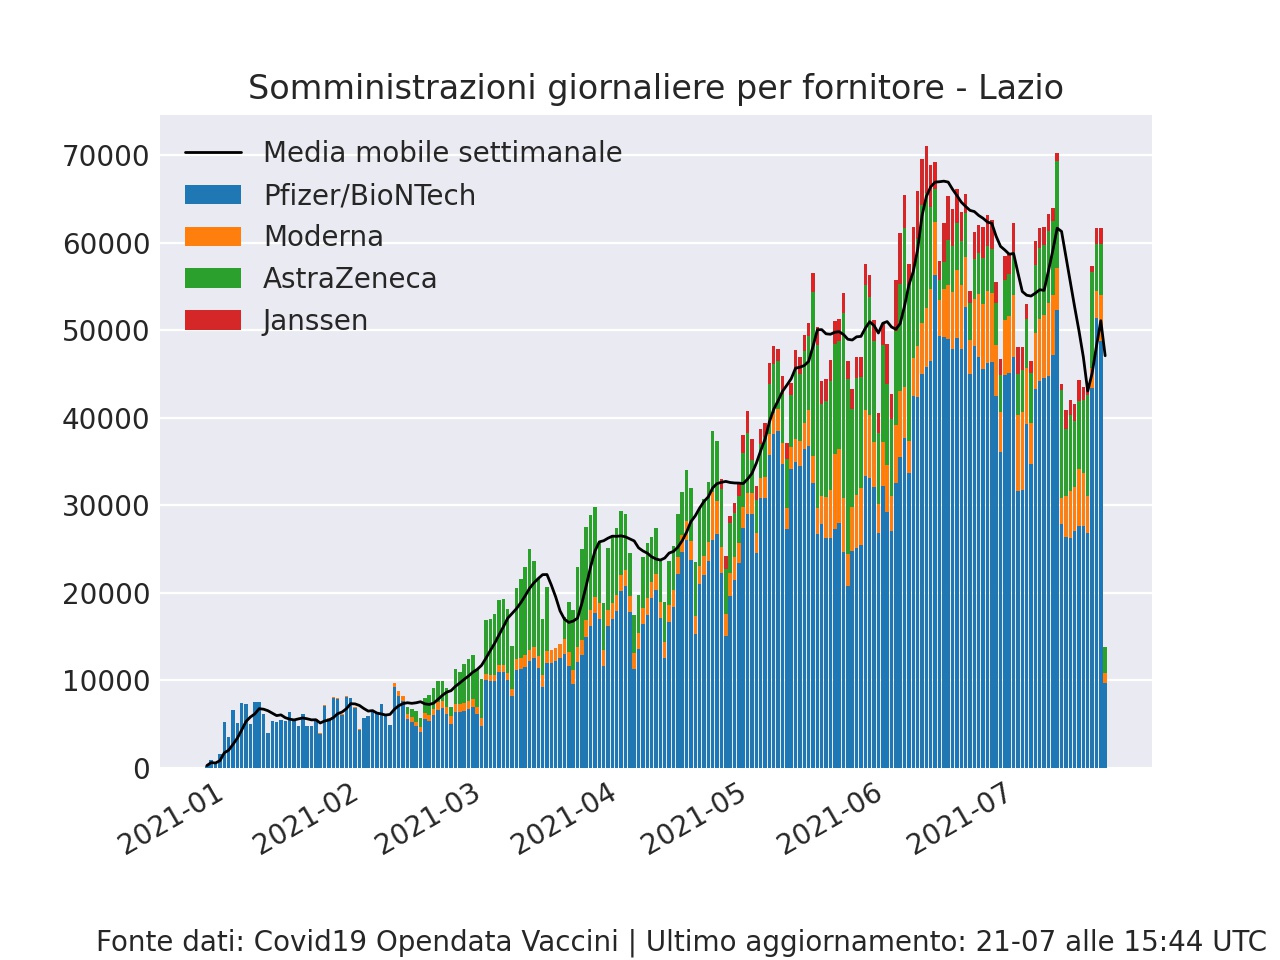 Somministrazioni giornaliere per fornitore - Lazio
Media mobile settimanale
Pfizer/BioNTech
Moderna
AstraZeneca
Janssen
70000
60000
50000
40000
30000
20000
10000
0
2021-01
2021-02
2021-03
2021-04
2021-05
2021-06
2021-07
Fonte dati: Covid19 Opendata Vaccini | Ultimo aggiornamento: 21-07 alle 15:44 UTC